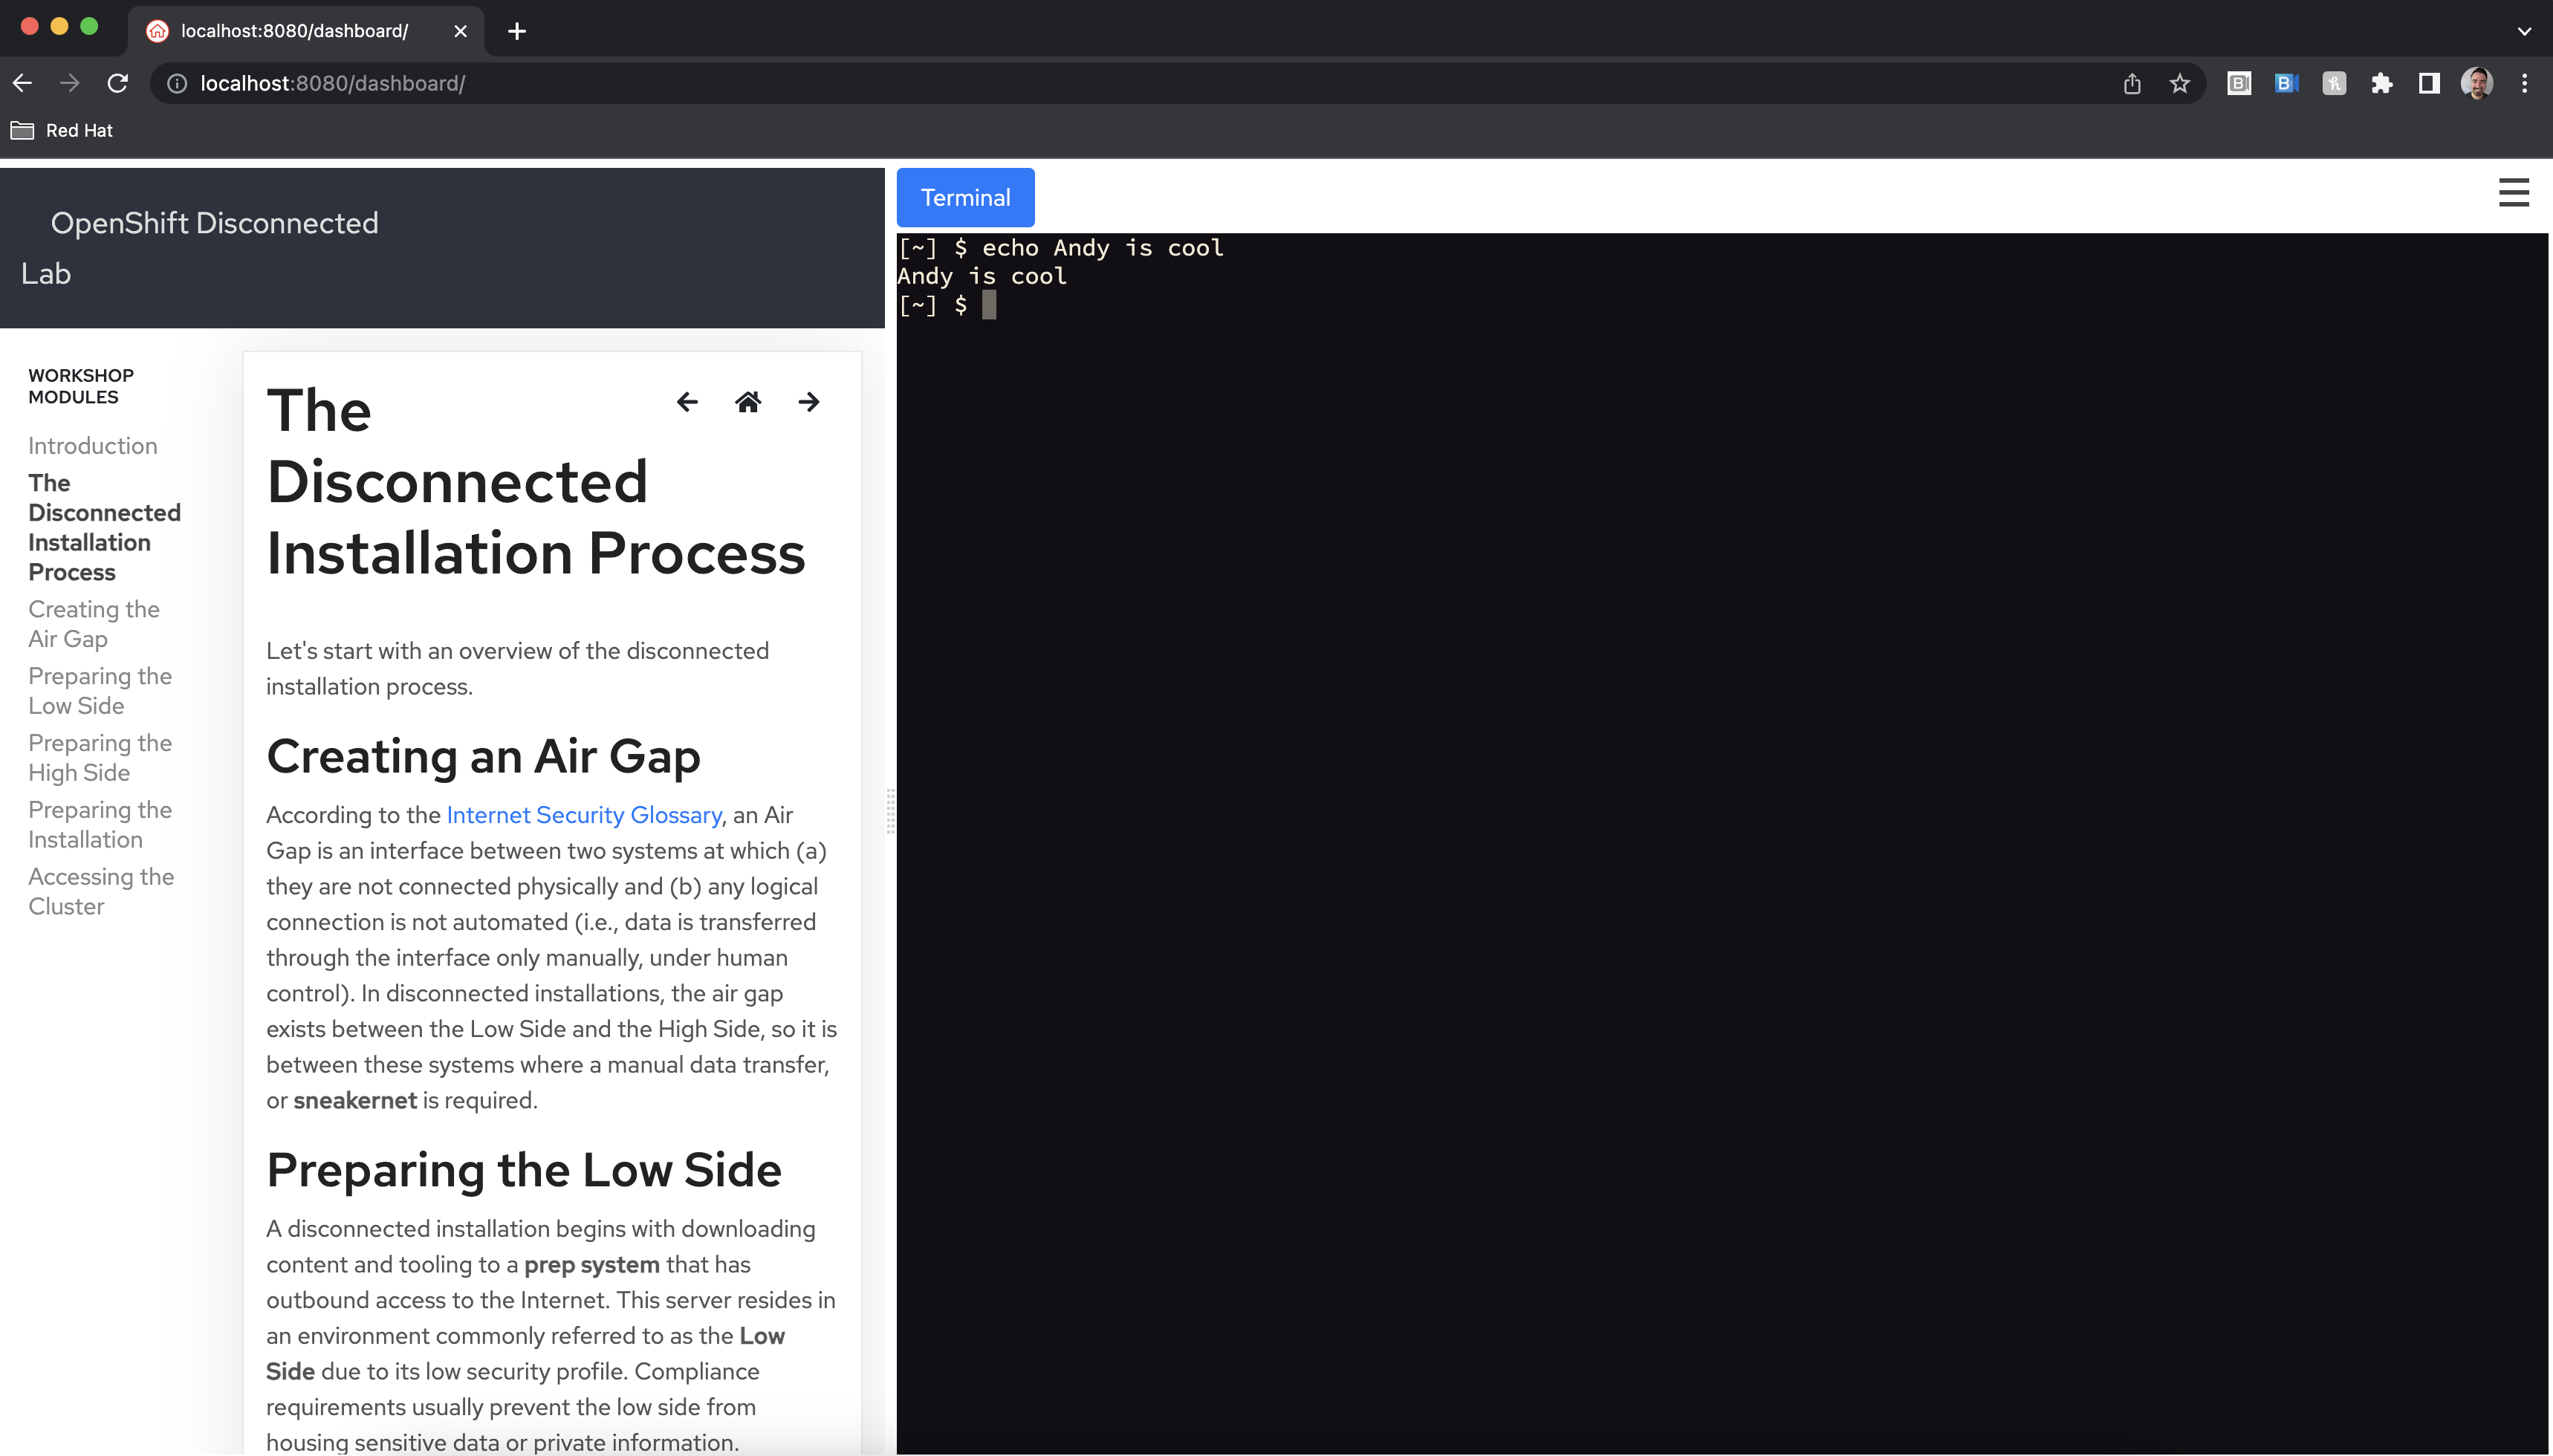 localhost:8080/dashboard/
localhost:8080/dashboard/
Red Hat
OpenShift Disconnected
Lab
WORKSHOP
MODULES
Introduction
The
Disconnected
Installation
Process
Creating the
Air Gap
Preparing the
Low Side
Preparing the
High Side
Preparing the
Installation
Accessing the
Cluster
The
Disconnected
Installation Process
Let's start with an overview of the disconnected
installation process.
Creating an Air Gap
According to the Internet Security Glossary, an Air
Gap is an interface between two systems at which (a)
they are not connected physically and (b) any logical
connection is not automated (i.e., data is transferred
through the interface only manually, under human
control). In disconnected installations, the air gap
exists between the Low Side and the High Side, so it is
between these systems where a manual data transfer,
or sneakernet is required.
Preparing the Low Side
A disconnected installation begins with downloading
content and tooling to a prep system that has
outbound access to the Internet. This server resides in
an environment commonly referred to as the Low
Side due to its low security profile. Compliance
requirements usually prevent the low side from
housing sensitive data or private information.
Terminal
[~] $ echo Andy is cool
Andy is cool
[~] $